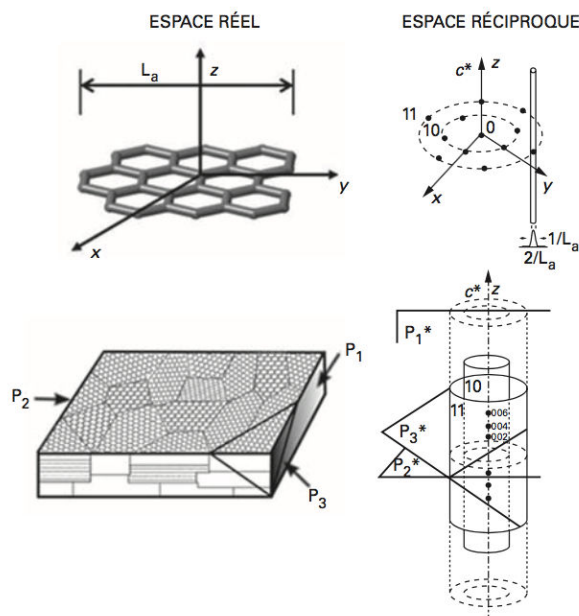 ESPACE RÉEL
ESPACE RÉCIPROQUE
Lₐ
z
y
x
c* z
11
10
0
x
y
1/Lₐ
2/Lₐ
P₁
P₂
P₃
c* z
P₁*
10
11
006
004
002
P₃*
P₂*